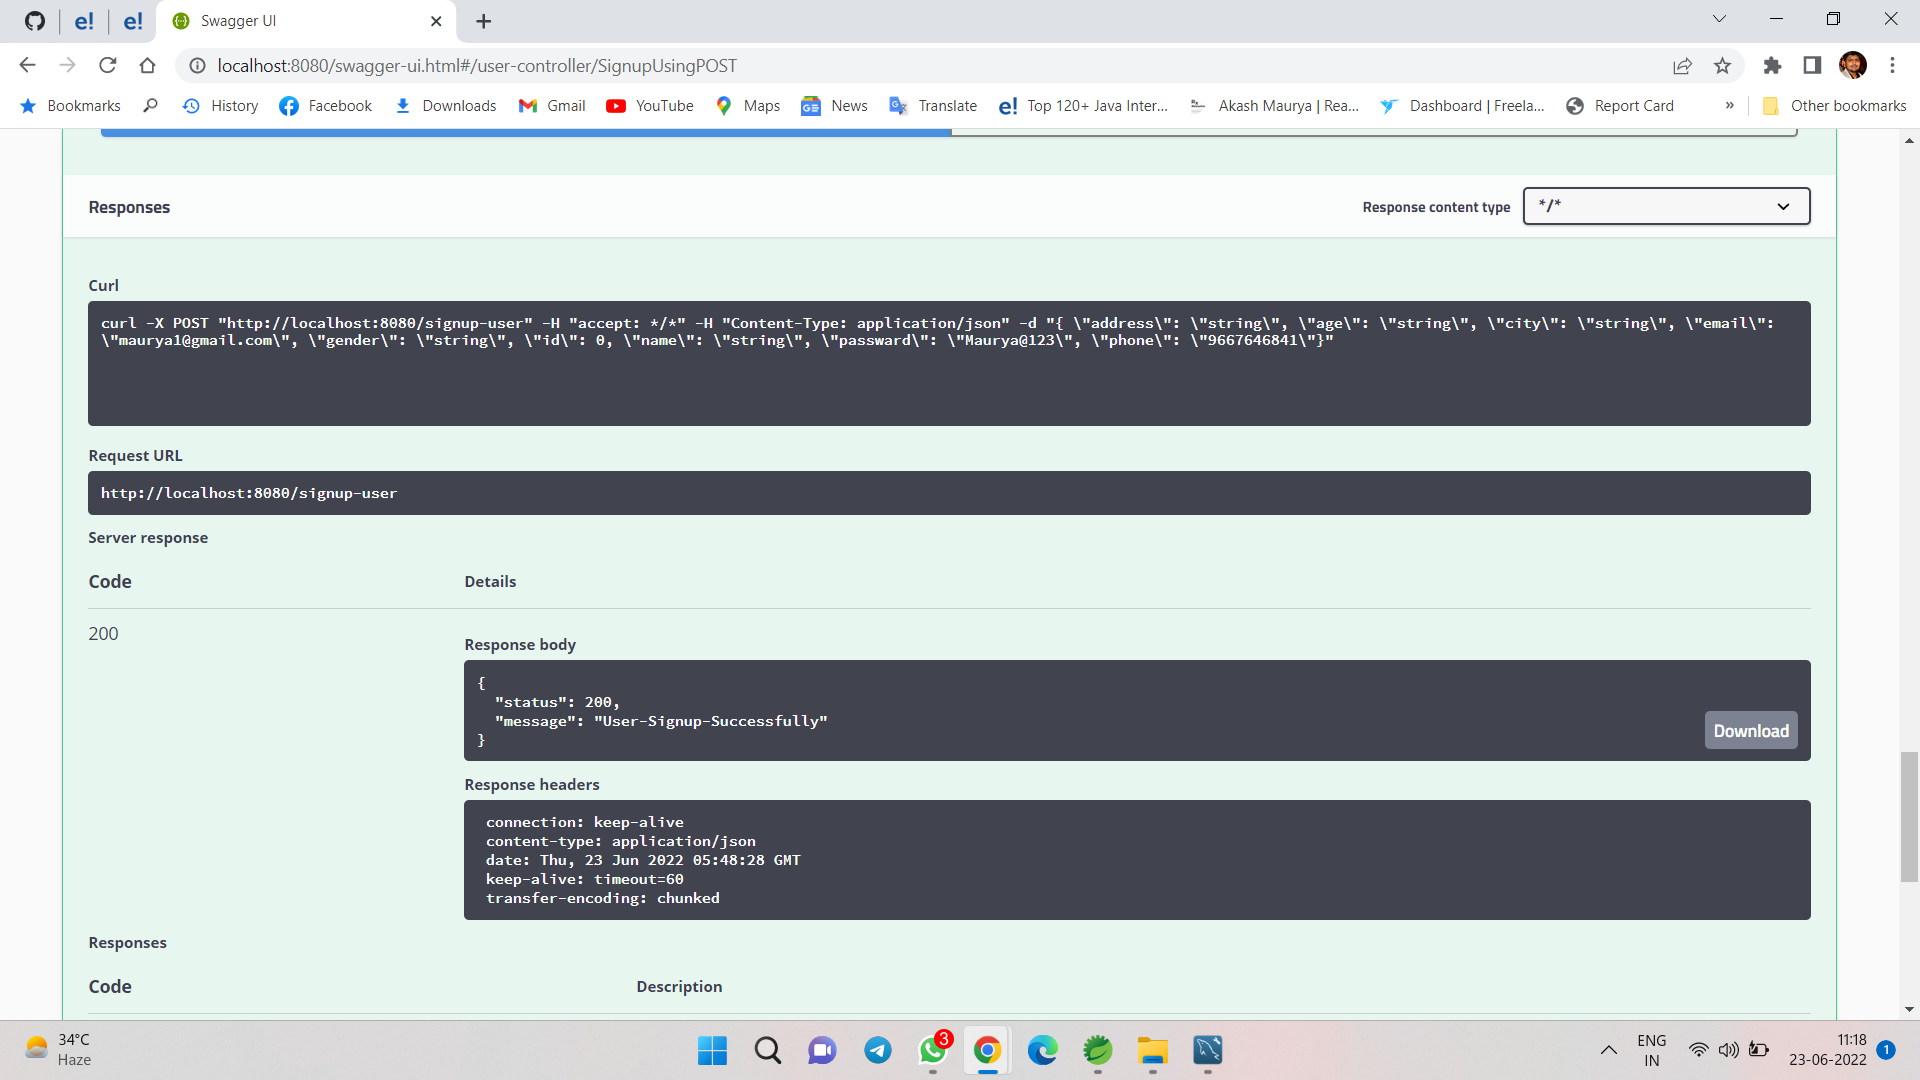 e!
e!
Swagger UI
localhost:8080/swagger-ui.html#/user-controller/SignupUsingPOST
Bookmarks History Facebook Downloads Gmail YouTube Maps News Translate e! Top 120+ Java Inter... Akash Maurya | Rea... Dashboard | Freela... Report Card » Other bookmarks
Responses
Response content type
*/*
Curl
curl -X POST "http://localhost:8080/signup-user" -H "accept: */*" -H "Content-Type: application/json" -d "{ \"address\": \"string\", \"age\": \"string\", \"city\": \"string\", \"email\":
\"maurya1@gmail.com\", \"gender\": \"string\", \"id\": 0, \"name\": \"string\", \"passward\": \"Maurya@123\", \"phone\": \"9667646841\"}"
Request URL
http://localhost:8080/signup-user
Server response
Code Details
200
Response body
{
"status": 200,
"message": "User-Signup-Successfully"
}
Download
Response headers
connection: keep-alive
content-type: application/json
date: Thu, 23 Jun 2022 05:48:28 GMT
keep-alive: timeout=60
transfer-encoding: chunked
Responses
Code Description
34°C
Haze
3
ENG
IN
11:18
23-06-2022
1